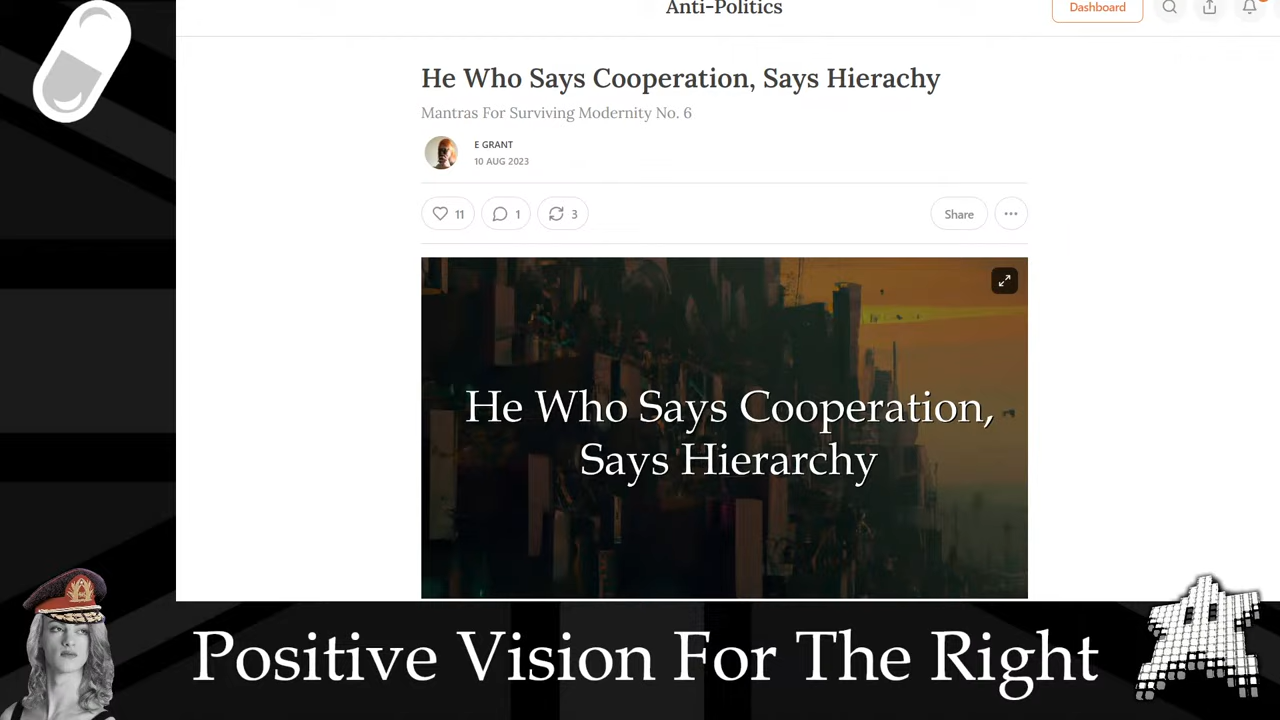 Anti-Politics
Dashboard
He Who Says Cooperation, Says Hierachy
Mantras For Surviving Modernity No. 6
E GRANT
10 AUG 2023
11
1
3
Share
He Who Says Cooperation,
Says Hierarchy
Positive Vision For The Right